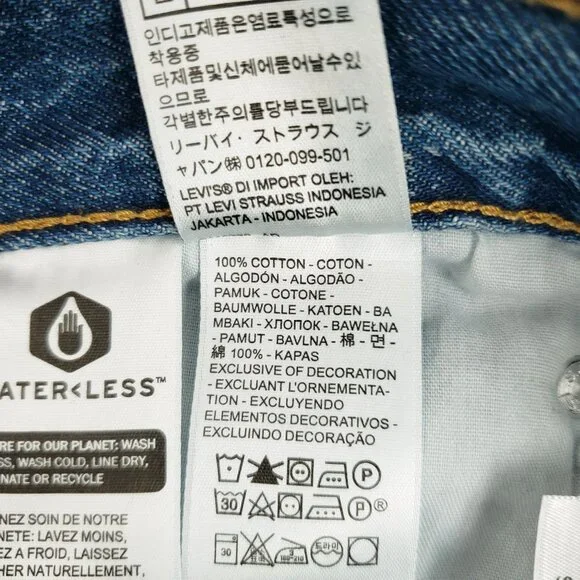 인디고제품은염료특성으로
착용중
타제품및신체에묻어날수있
으므로
각별한주의를당부드립니다
リーバイ・ストラウス ジ
ャパン㈱ 0120-099-501
LEVI'S® DI IMPORT OLEH:
PT LEVI STRAUSS INDONESIA
JAKARTA - INDONESIA
100% COTTON - COTON -
ALGODÓN - ALGODÃO -
PAMUK - COTONE -
BAUMWOLLE - KATOEN - BA
MBAKI - ХЛОПОК - BAWEŁNA
- PAMUT - BAVLNA - 棉 - 면 -
綿 100% - KAPAS
EXCLUSIVE OF DECORATION
- EXCLUANT L'ORNEMENTA-
TION - EXCLUYENDO
ELEMENTOS DECORATIVOS -
EXCLUINDO DECORAÇÃO
P
30 P®
30 180~210℃ 드라이
ATER<LESS™
RE FOR OUR PLANET: WASH
SS, WASH COLD, LINE DRY,
NATE OR RECYCLE
NEZ SOIN DE NOTRE
NETE: LAVEZ MOINS,
EZ A FROID, LAISSEZ
HER NATURELLEMENT,